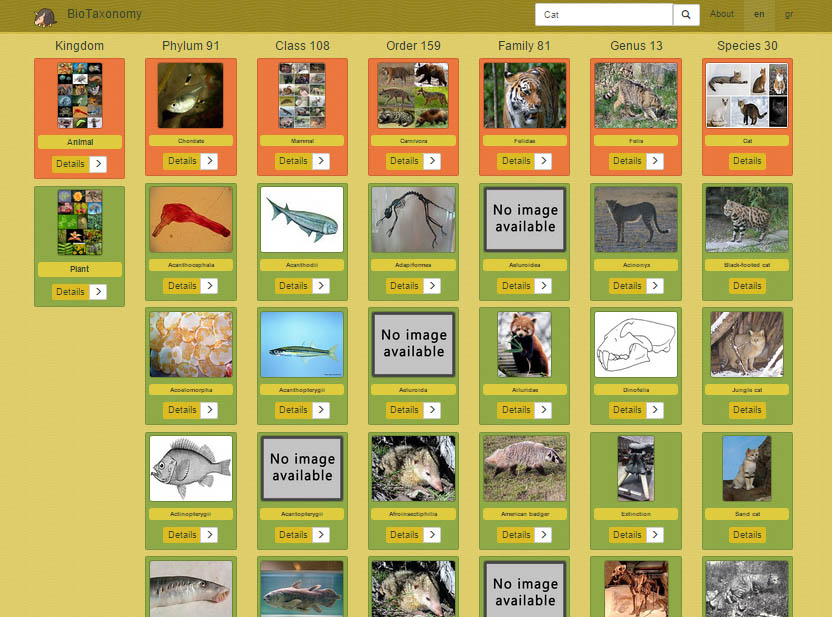 BioTaxonomy
Cat
About
en
gr
Kingdom
Phylum 91
Class 108
Order 159
Family 81
Genus 13
Species 30
Animal
Chordate
Mammal
Carnivora
Felidae
Felis
Cat
Details >
Details >
Details >
Details >
Details >
Details >
Details
No image
available
Plant
Acanthocephala
Acanthodii
Adapiformes
Aeluroidea
Acinonyx
Black-footed cat
Details >
Details >
Details >
Details >
Details >
Details >
Details
No image
available
Acoelomorpha
Acanthopterygii
Aeluroida
Ailuridae
Dinofelis
Jungle cat
Details >
Details >
Details >
Details >
Details >
Details
No image
available
Actinopterygii
Acantopterygii
Afroinsectiphilia
American badger
Extinction
Sand cat
Details >
Details >
Details >
Details >
Details >
Details
No image
available